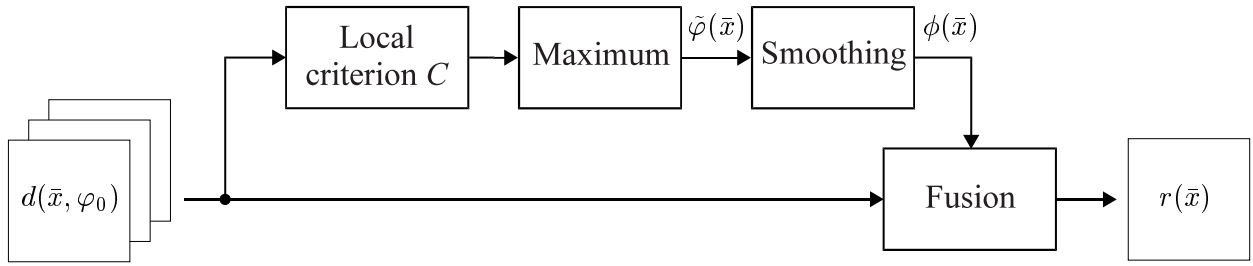 Local
criterion C
Maximum
φ̃(x̄)
Smoothing
ϕ(x̄)
d(x̄, φ₀)
Fusion
r(x̄)